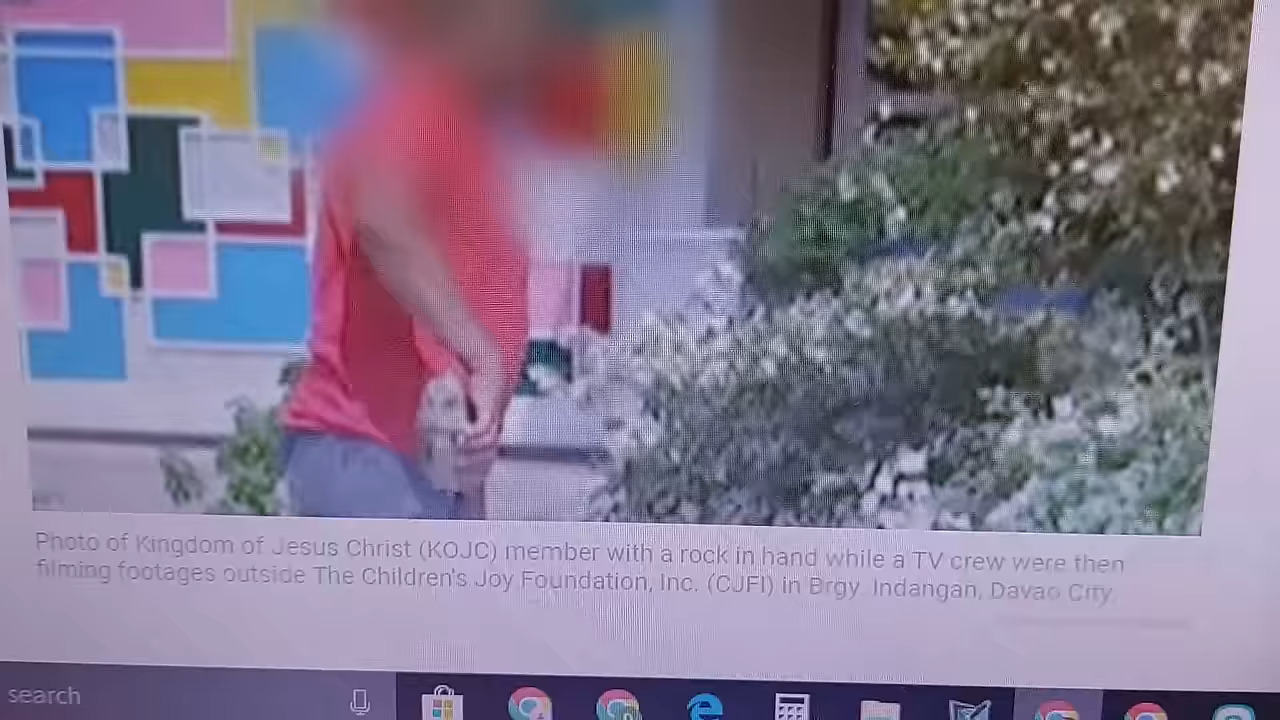 Photo of Kingdom of Jesus Christ (KOJC) member with a rock in hand while a TV crew were then
filming footages outside The Children's Joy Foundation, Inc. (CJFI) in Brgy. Indangan, Davao City.
search